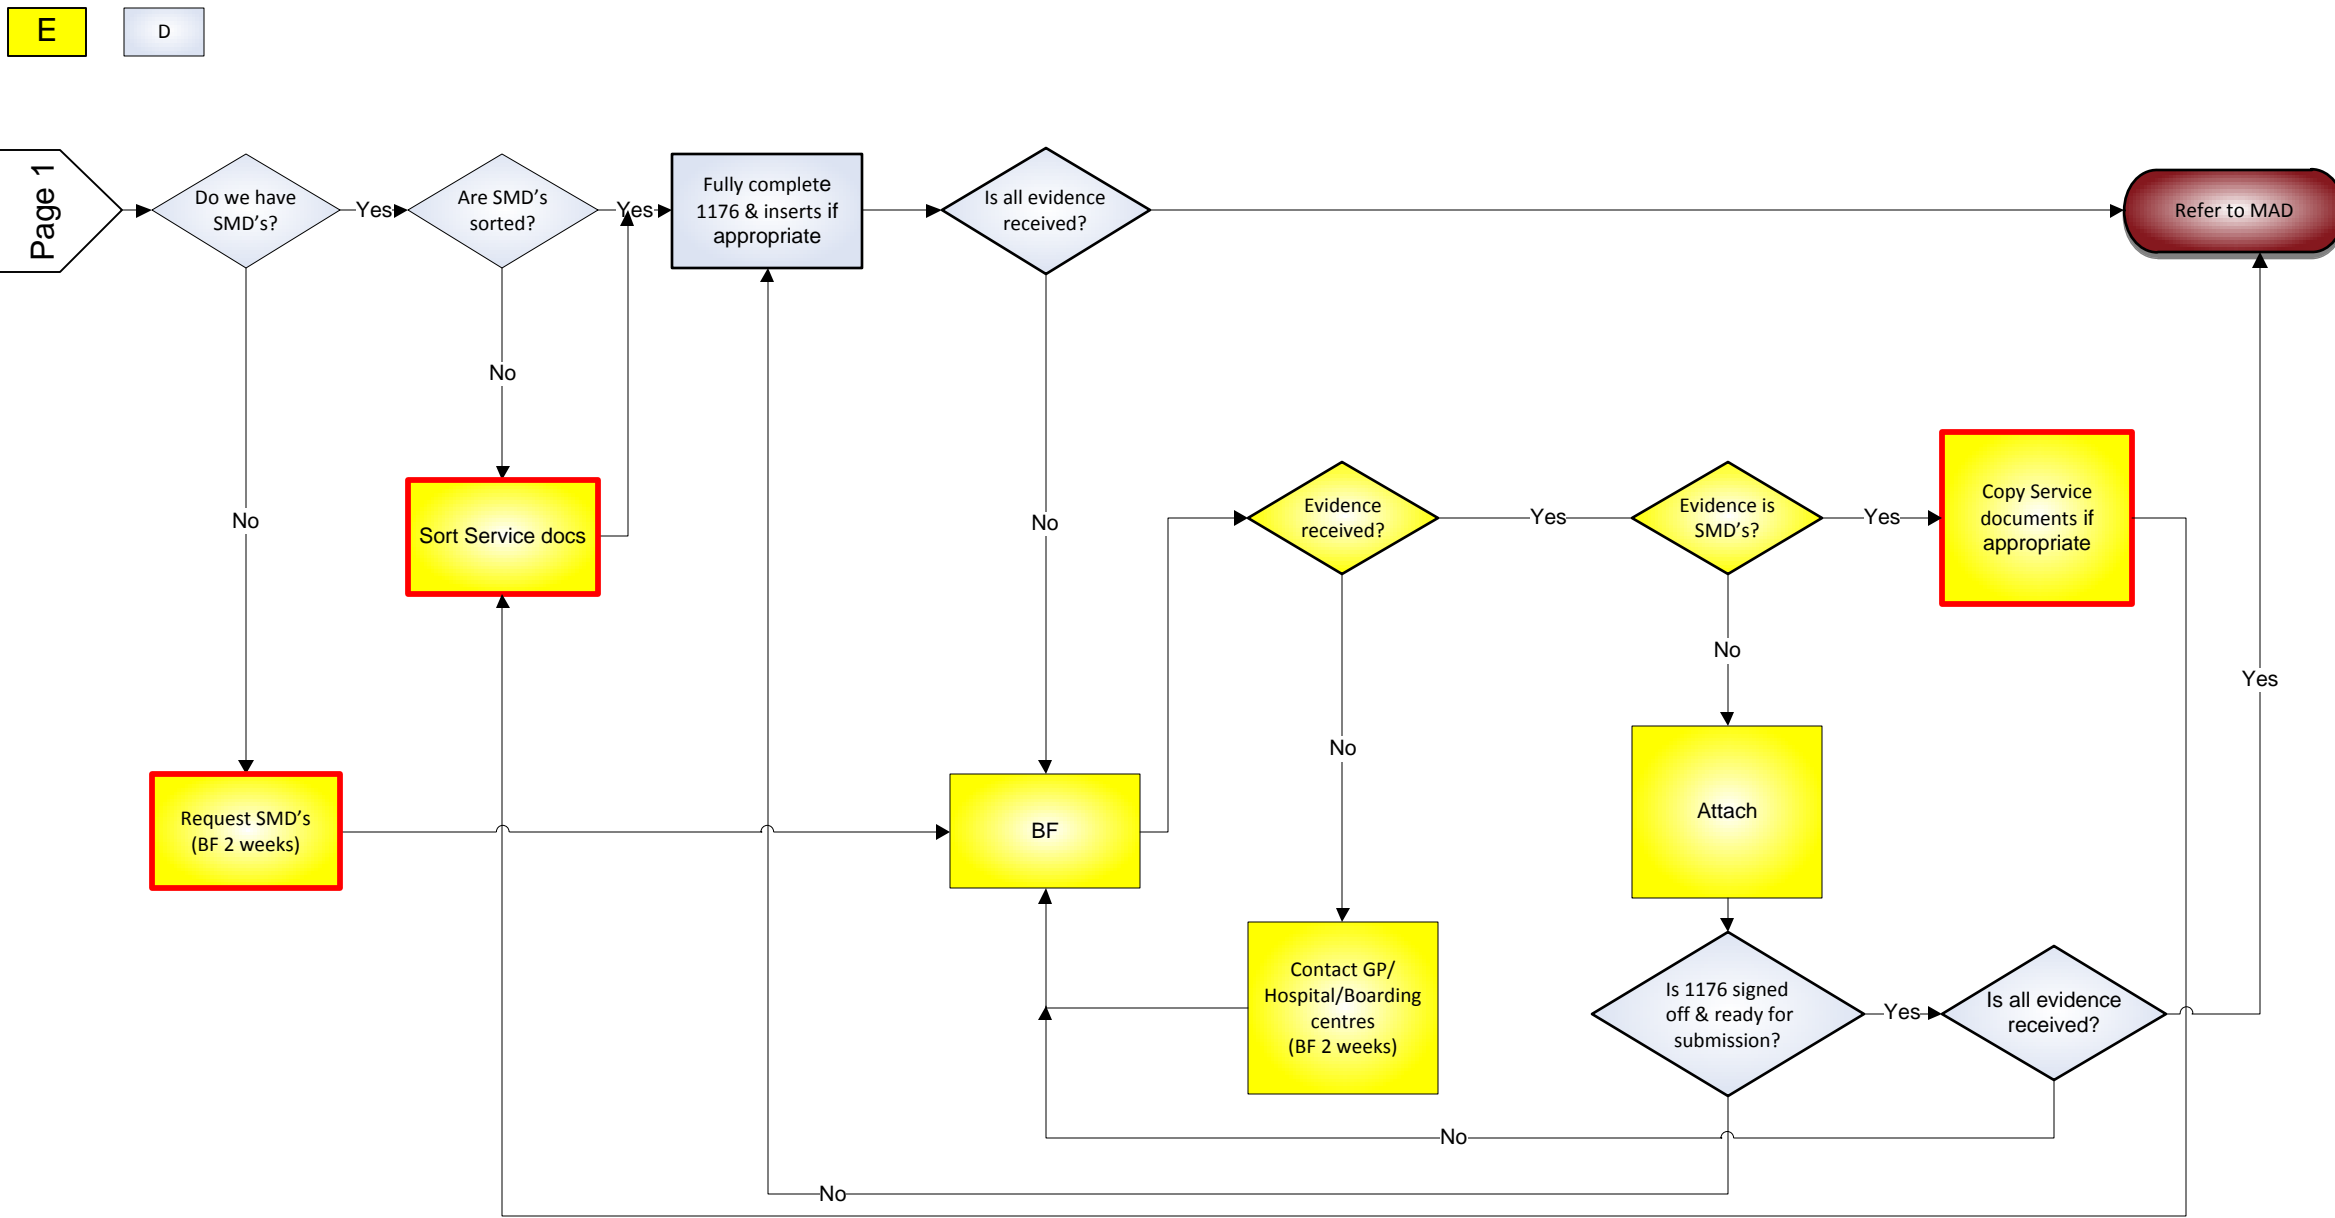 E
D
Page 1
Do we have
SMD's?
Yes
Are SMD's
sorted?
Yes
Fully complete
1176 & inserts if
appropriate
Is all evidence
received?
Refer to MAD
No
No
No
Sort Service docs
Evidence
received?
Yes
Evidence is
SMD's?
Yes
Copy Service
documents if
appropriate
No
No
Yes
Request SMD's
(BF 2 weeks)
BF
Attach
Contact GP/
Hospital/Boarding
centres
(BF 2 weeks)
Is 1176 signed
off & ready for
submission?
Yes
Is all evidence
received?
No
No